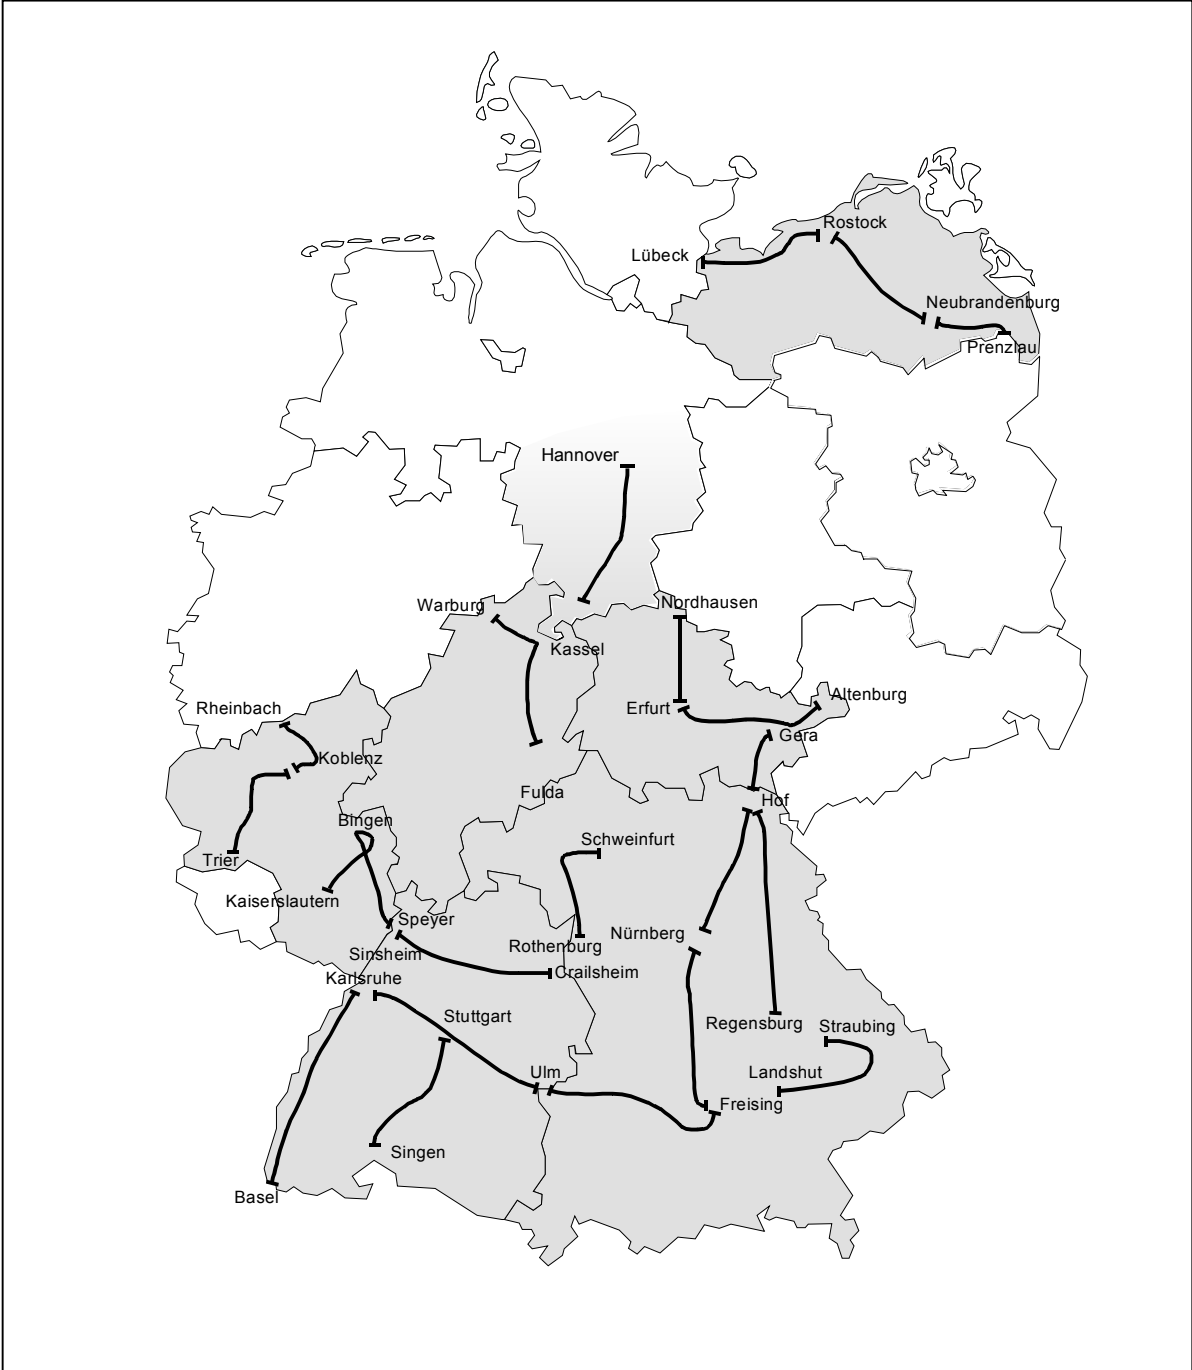 Rostock
Lübeck
Neubrandenburg
Prenzlau
Hannover
Warburg
Nordhausen
Kassel
Rheinbach
Erfurt
Altenburg
Gera
Koblenz
Fulda
Hof
Bingen
Schweinfurt
Trier
Kaiserslautern
Speyer
Nürnberg
Rothenburg
Sinsheim
Crailsheim
Karlsruhe
Stuttgart
Regensburg
Straubing
Ulm
Landshut
Freising
Singen
Basel